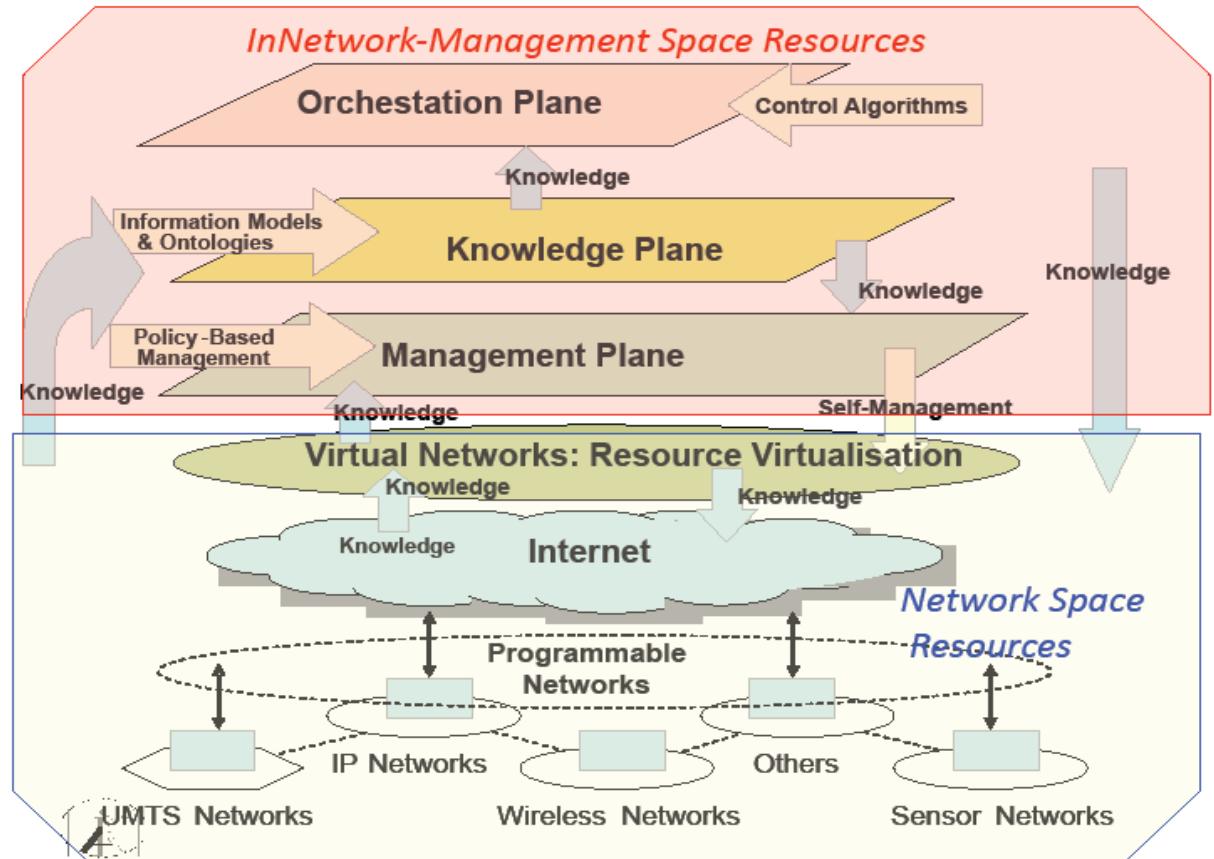 InNetwork-Management Space Resources
Orchestation Plane
Control Algorithms
Knowledge
Information Models
& Ontologies
Knowledge Plane
Knowledge
Knowledge
Policy-Based
Management
Management Plane
Knowledge
Knowledge
Self-Management
Virtual Networks: Resource Virtualisation
Knowledge
Knowledge
Knowledge
Internet
Network Space
Resources
Programmable
Networks
IP Networks
Others
UMTS Networks
Wireless Networks
Sensor Networks